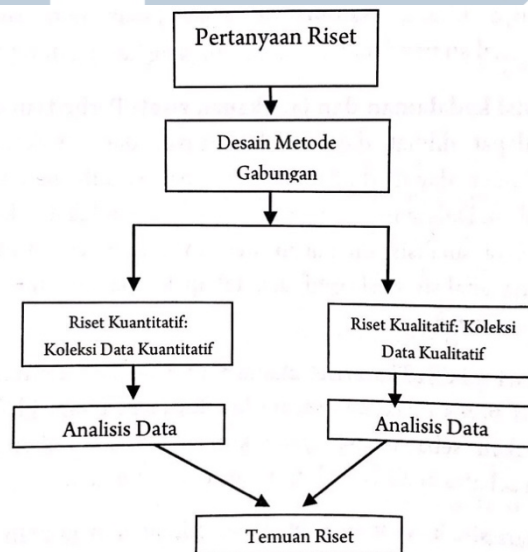 Pertanyaan Riset
Desain Metode
Gabungan
Riset Kuantitatif:
Koleksi Data Kuantitatif
Riset Kualitatif: Koleksi
Data Kualitatif
Analisis Data
Analisis Data
Temuan Riset